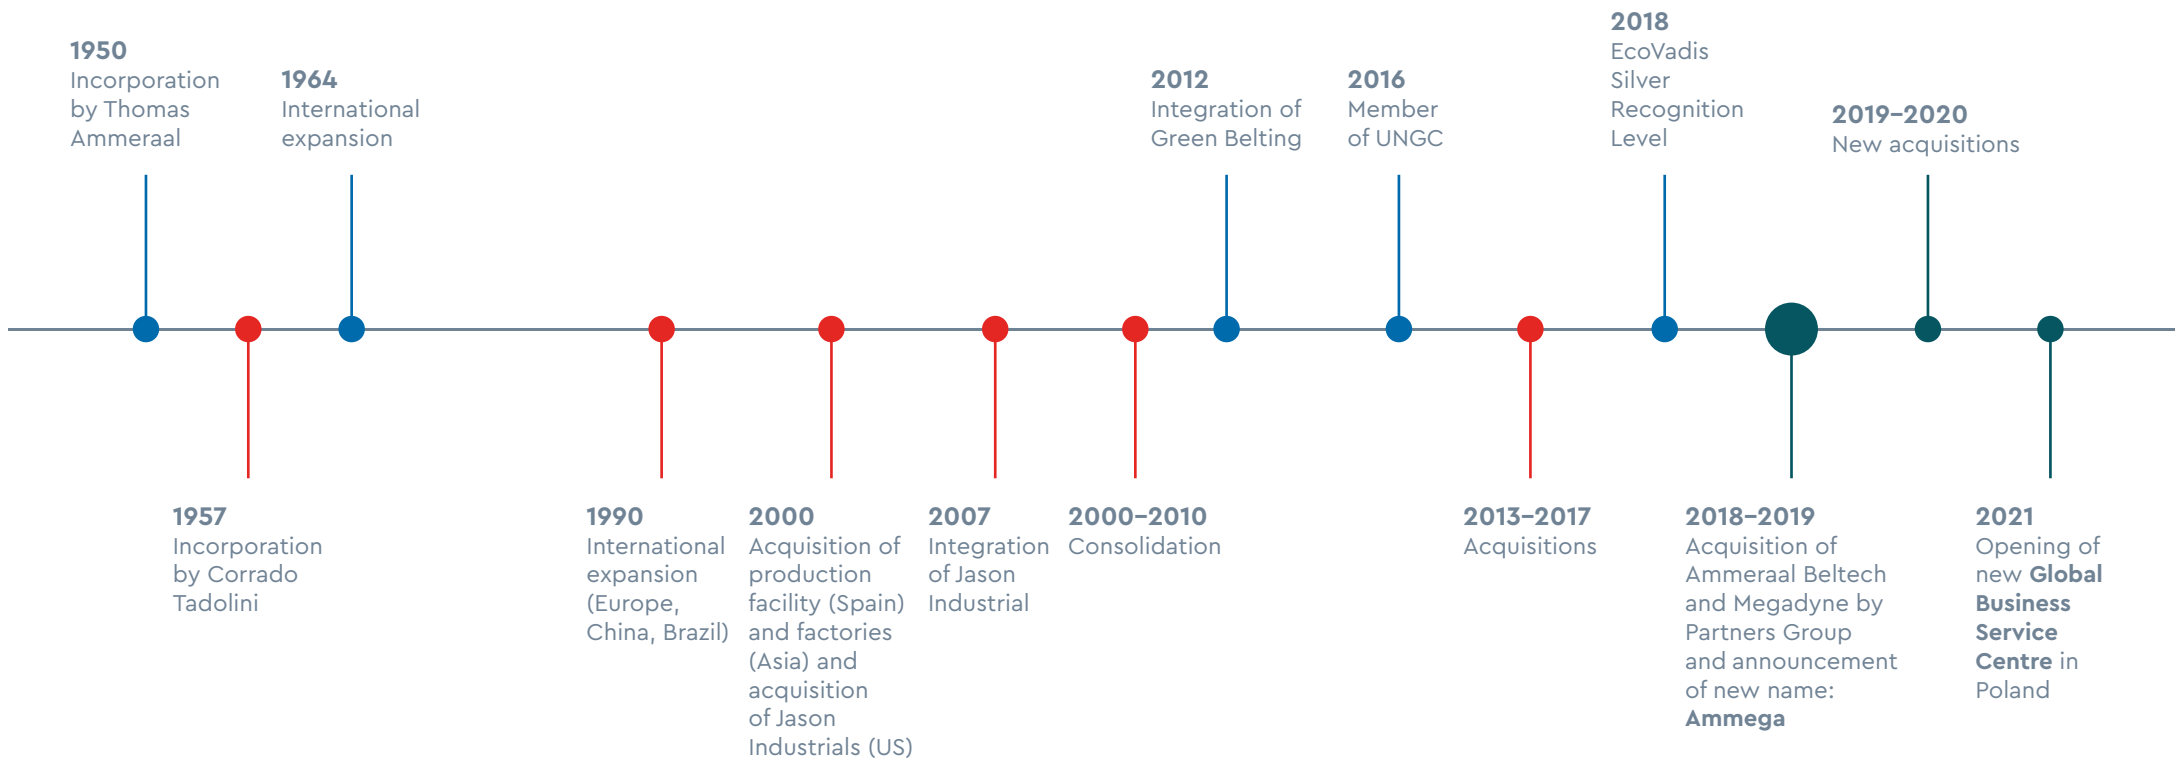 1950
Incorporation
by Thomas
Ammeraal
1964
International
expansion
2012
Integration of
Green Belting
2016
Member
of UNGC
2018
EcoVadis
Silver
Recognition
Level
2019–2020
New acquisitions
1957
Incorporation
by Corrado
Tadolini
1990
International
expansion
(Europe,
China, Brazil)
2000
Acquisition of
production
facility (Spain)
and factories
(Asia) and
acquisition
of Jason
Industrials (US)
2007
Integration
of Jason
Industrial
2000–2010
Consolidation
2013–2017
Acquisitions
2018–2019
Acquisition of
Ammeraal Beltech
and Megadyne by
Partners Group
and announcement
of new name:
Ammega
2021
Opening of
new Global
Business
Service
Centre in
Poland